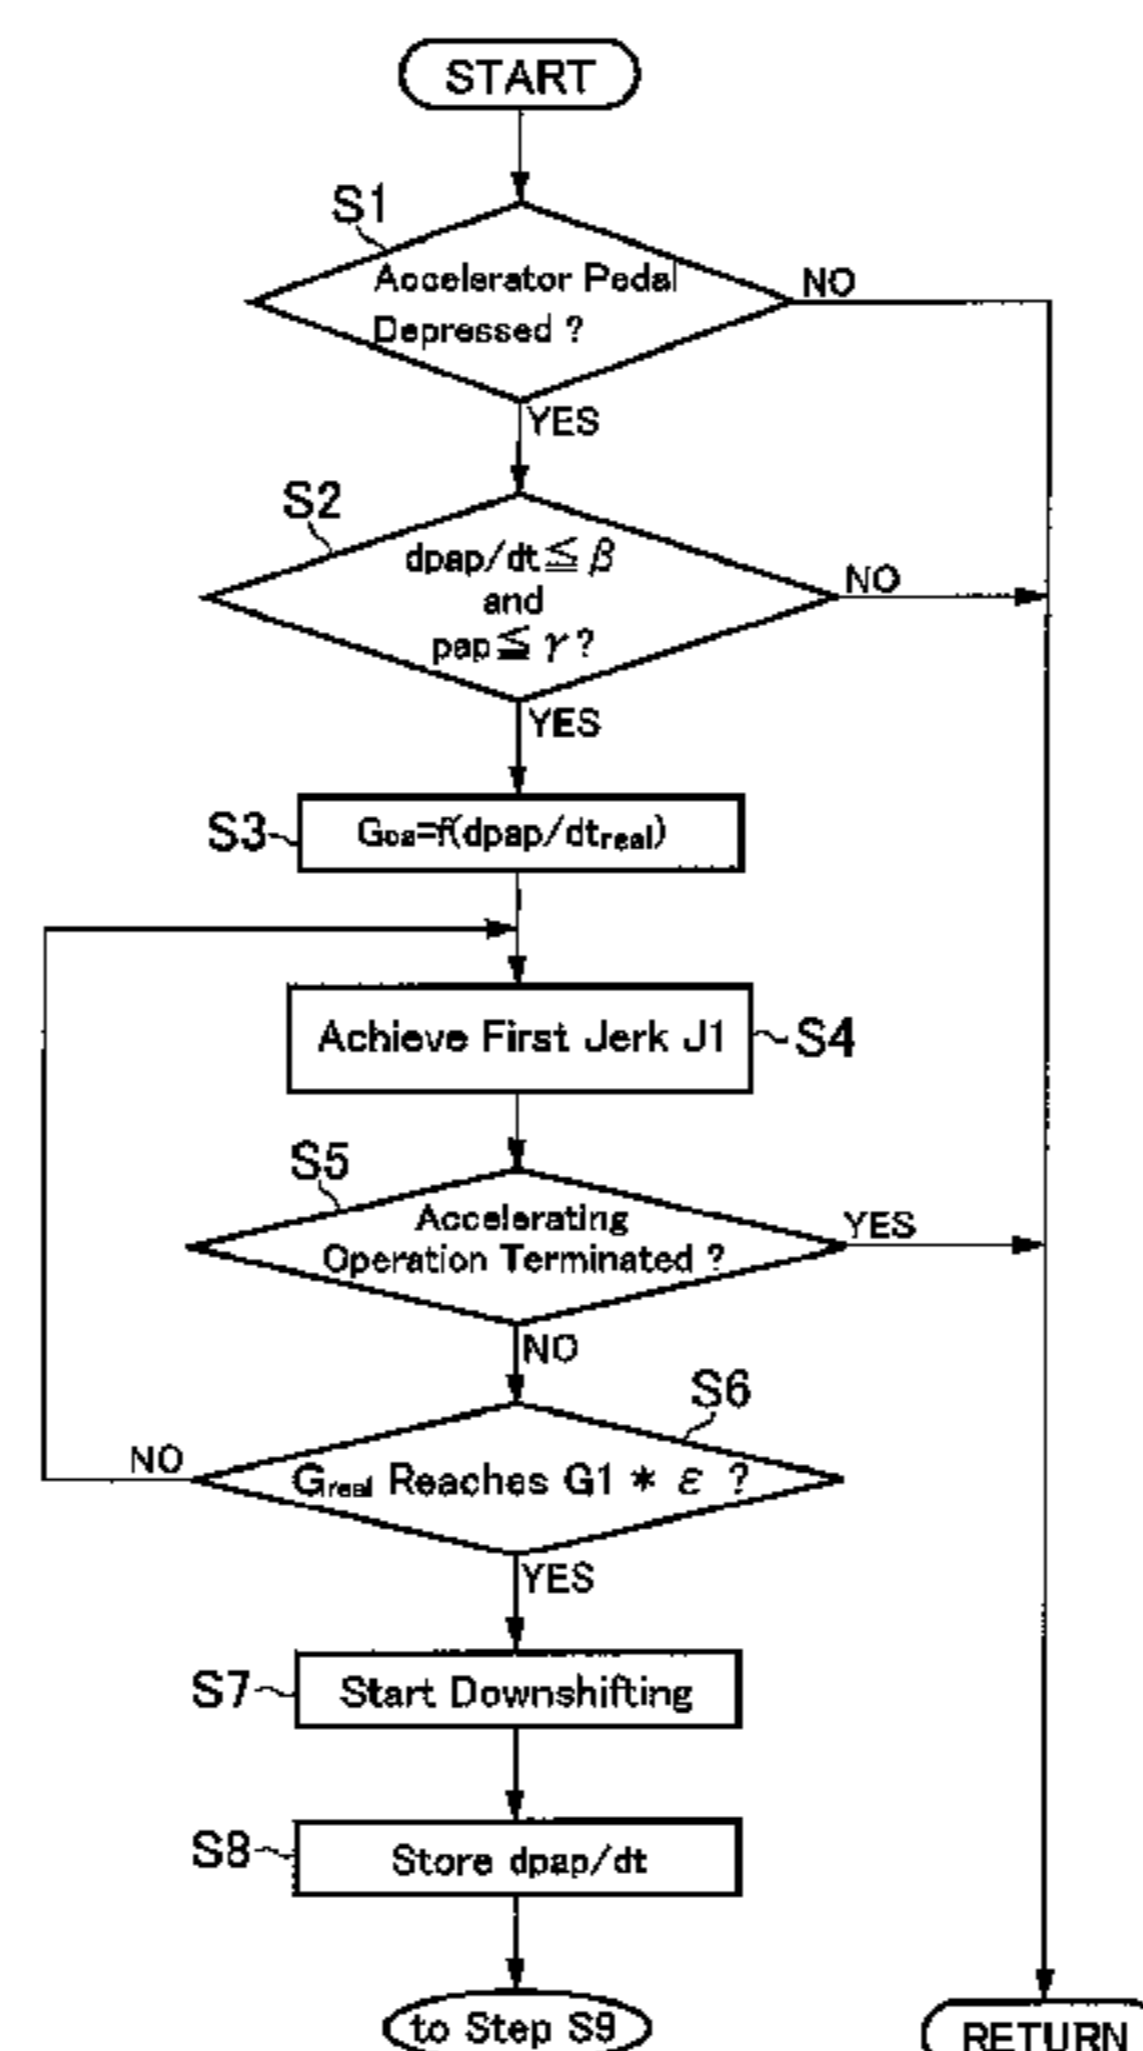 START
S1
Accelerator Pedal
Depressed ?
NO
YES
S2
dpap/dt≦β
and
pap≦γ?
NO
YES
S3
Gca=f(dpap/dtreal)
Achieve First Jerk J1
S4
S5
Accelerating
Operation Terminated ?
YES
NO
S6
Greal Reaches G1 * ε ?
NO
YES
S7
Start Downshifting
S8
Store dpap/dt
to Step S9
RETURN